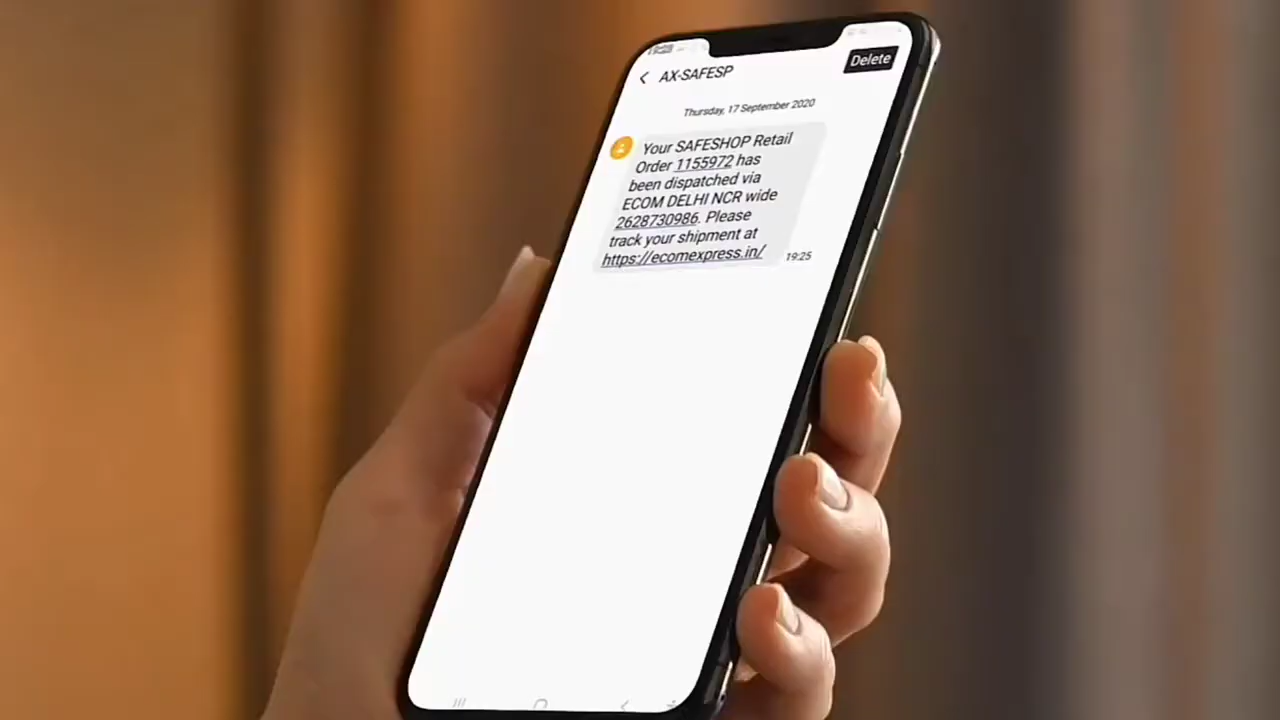 AX-SAFESP
Delete
Thursday, 17 September 2020
Your SAFESHOP Retail
Order 1155972 has
been dispatched via
ECOM DELHI NCR wide
2628730986. Please
track your shipment at
https://ecomexpress.in/
19:25